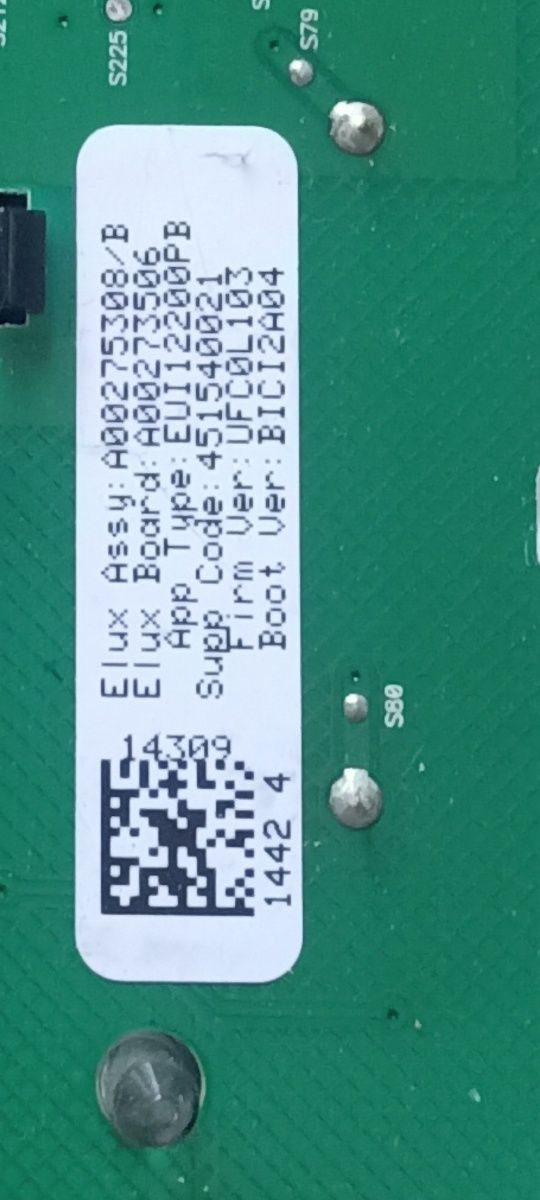 S225
S79
Elux Assy:A00275308/B
Elux Board:A00273506
App Type:EUI12200PB
Supp Code:451540021
Firm Ver:UFC0L103
Boot Ver:BICI2A04
14309
1442 4
S80